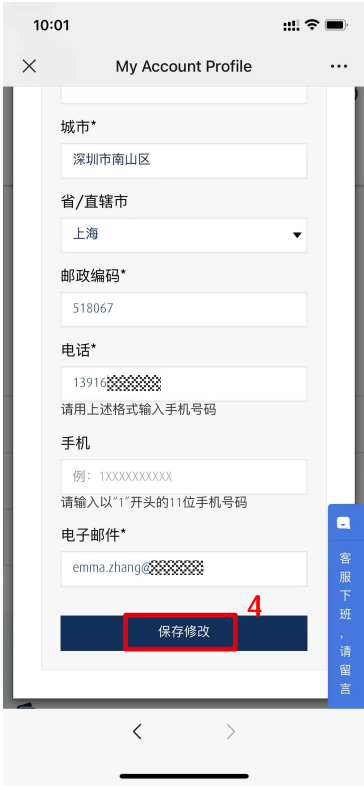 10:01
My Account Profile
城市*
深圳市南山区
省/直辖市
上海
邮政编码*
518067
电话*
13916
请用上述格式输入手机号码
手机
例: 1XXXXXXXXXX
请输入以"1"开头的11位手机号码
电子邮件*
emma.zhang@
4
保存修改
客服下班,请留言